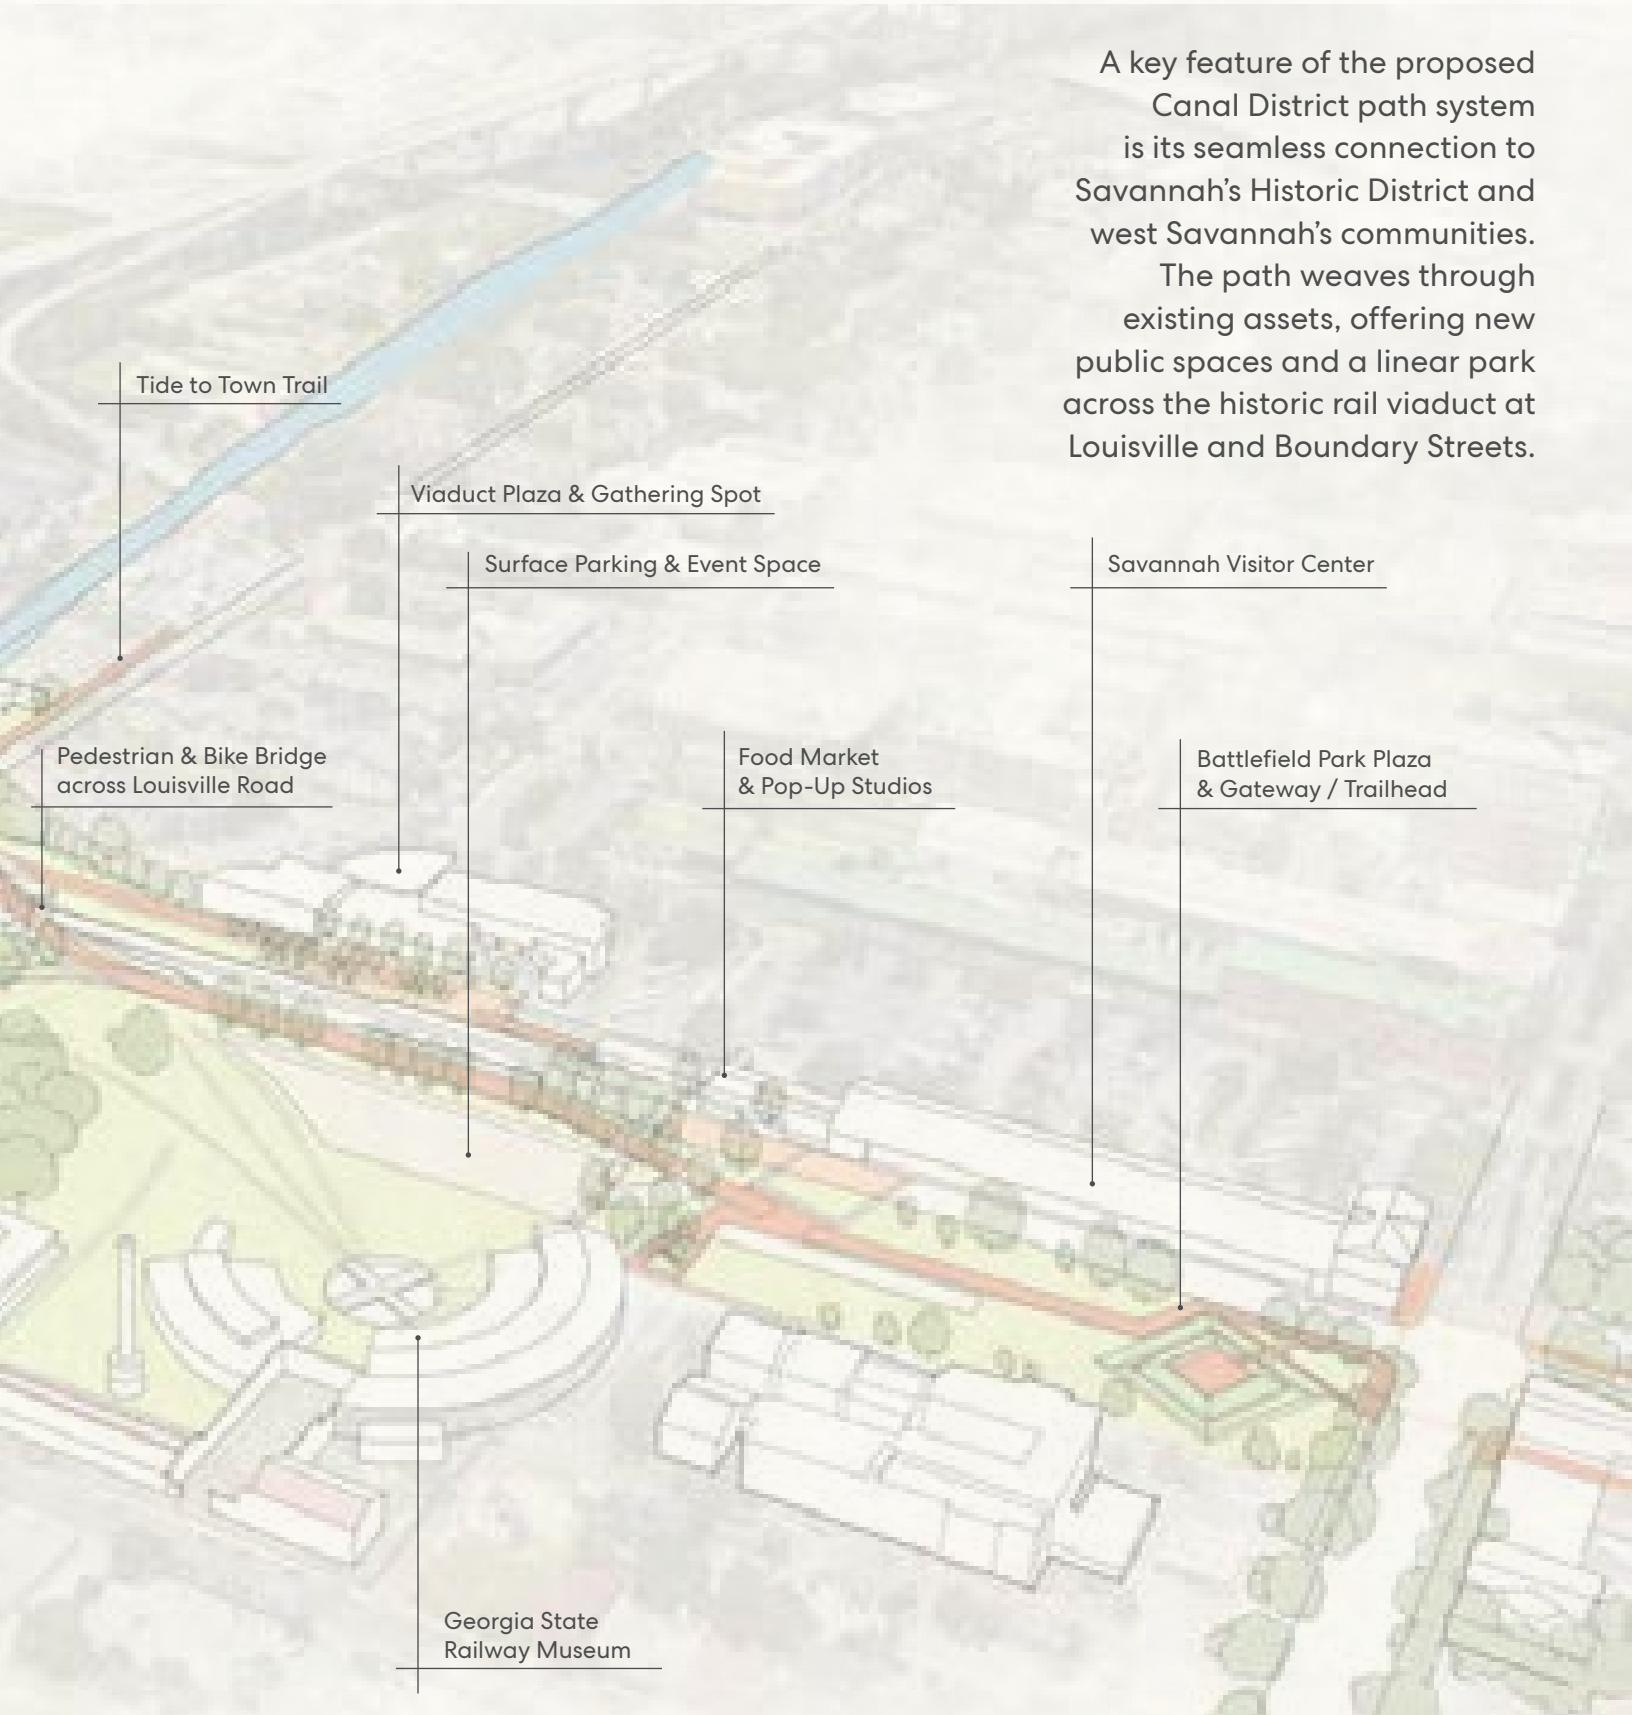 A key feature of the proposed
Canal District path system
is its seamless connection to
Savannah’s Historic District and
west Savannah’s communities.
The path weaves through
existing assets, offering new
public spaces and a linear park
across the historic rail viaduct at
Louisville and Boundary Streets.
Tide to Town Trail
Viaduct Plaza & Gathering Spot
Surface Parking & Event Space
Savannah Visitor Center
Pedestrian & Bike Bridge
across Louisville Road
Food Market
& Pop-Up Studios
Battlefield Park Plaza
& Gateway / Trailhead
Georgia State
Railway Museum